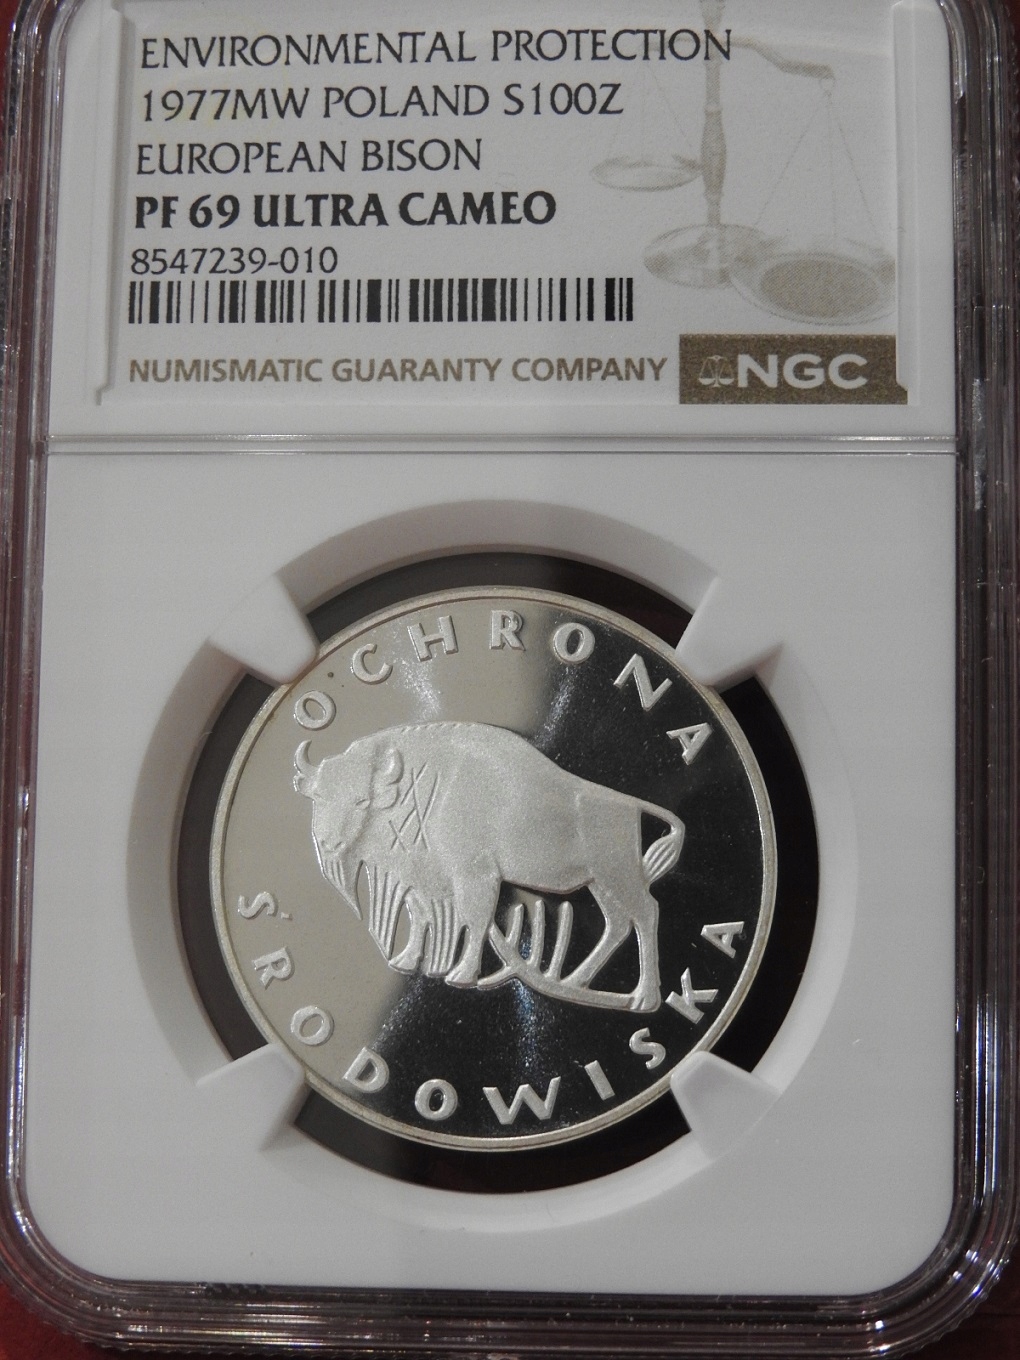 ENVIRONMENTAL PROTECTION
1977MW POLAND S100Z
EUROPEAN BISON
PF 69 ULTRA CAMEO
8547239-010
NUMISMATIC GUARANTY COMPANY NGC
OCHRONA
ŚRODOWISKA